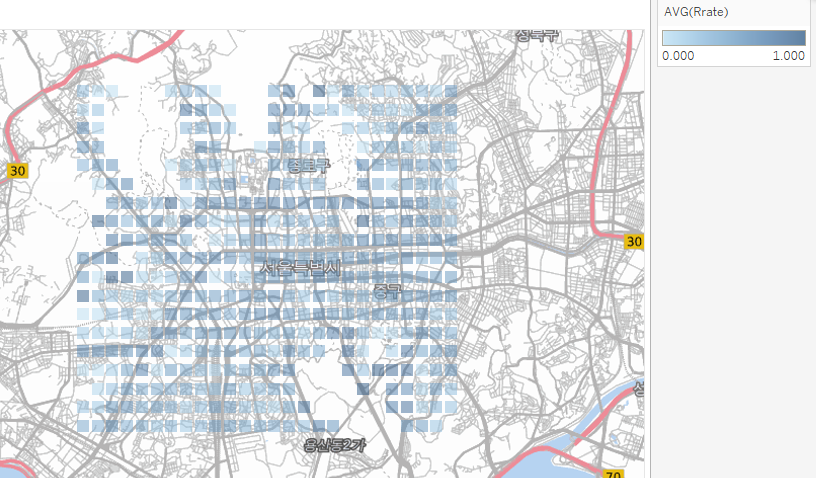 AVG(Rrate)
0.000 1.000
성북구
30
종로구
30
서울특별시
중구
용산동2가
70